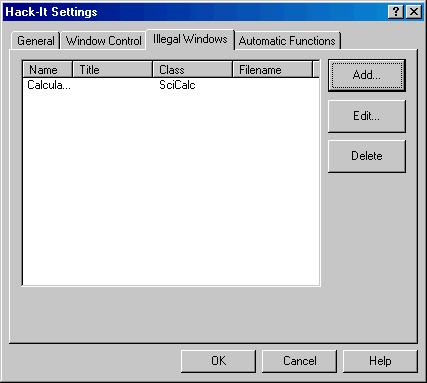 Hack-It Settings
General Window Control Illegal Windows Automatic Functions
Name Title Class Filename
Calcula... SciCalc
Add...
Edit...
Delete
OK Cancel Help